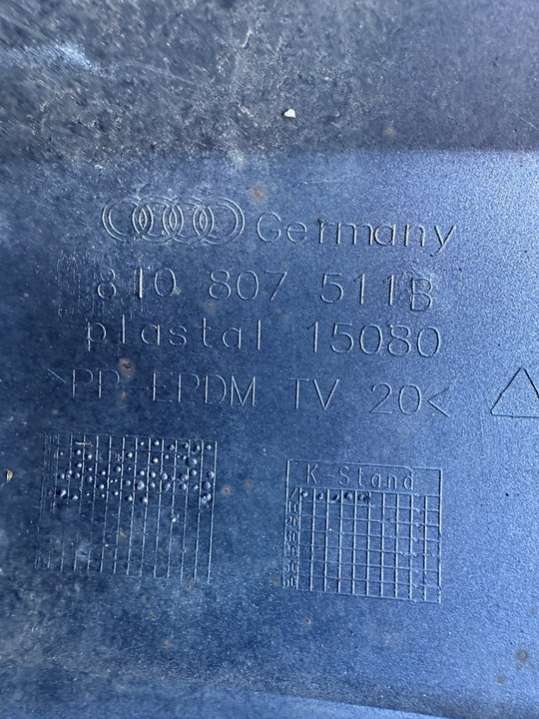 Germany
8T0 807 511B
plastal 15080
>PP-EPDM TV 20<
K-Stand